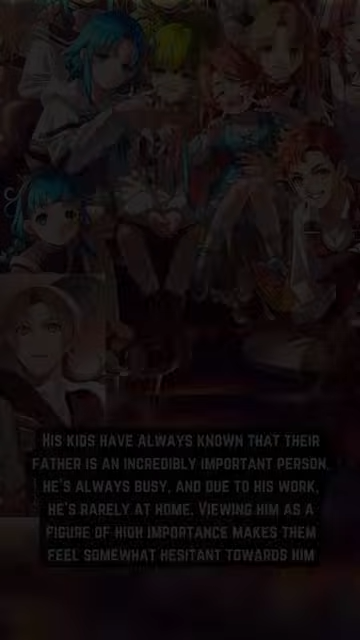 His kids have always known that their
father is an incredibly important person.
He's always busy, and due to his work,
he's rarely at home. Viewing him as a
figure of high importance makes them
feel somewhat hesitant towards him